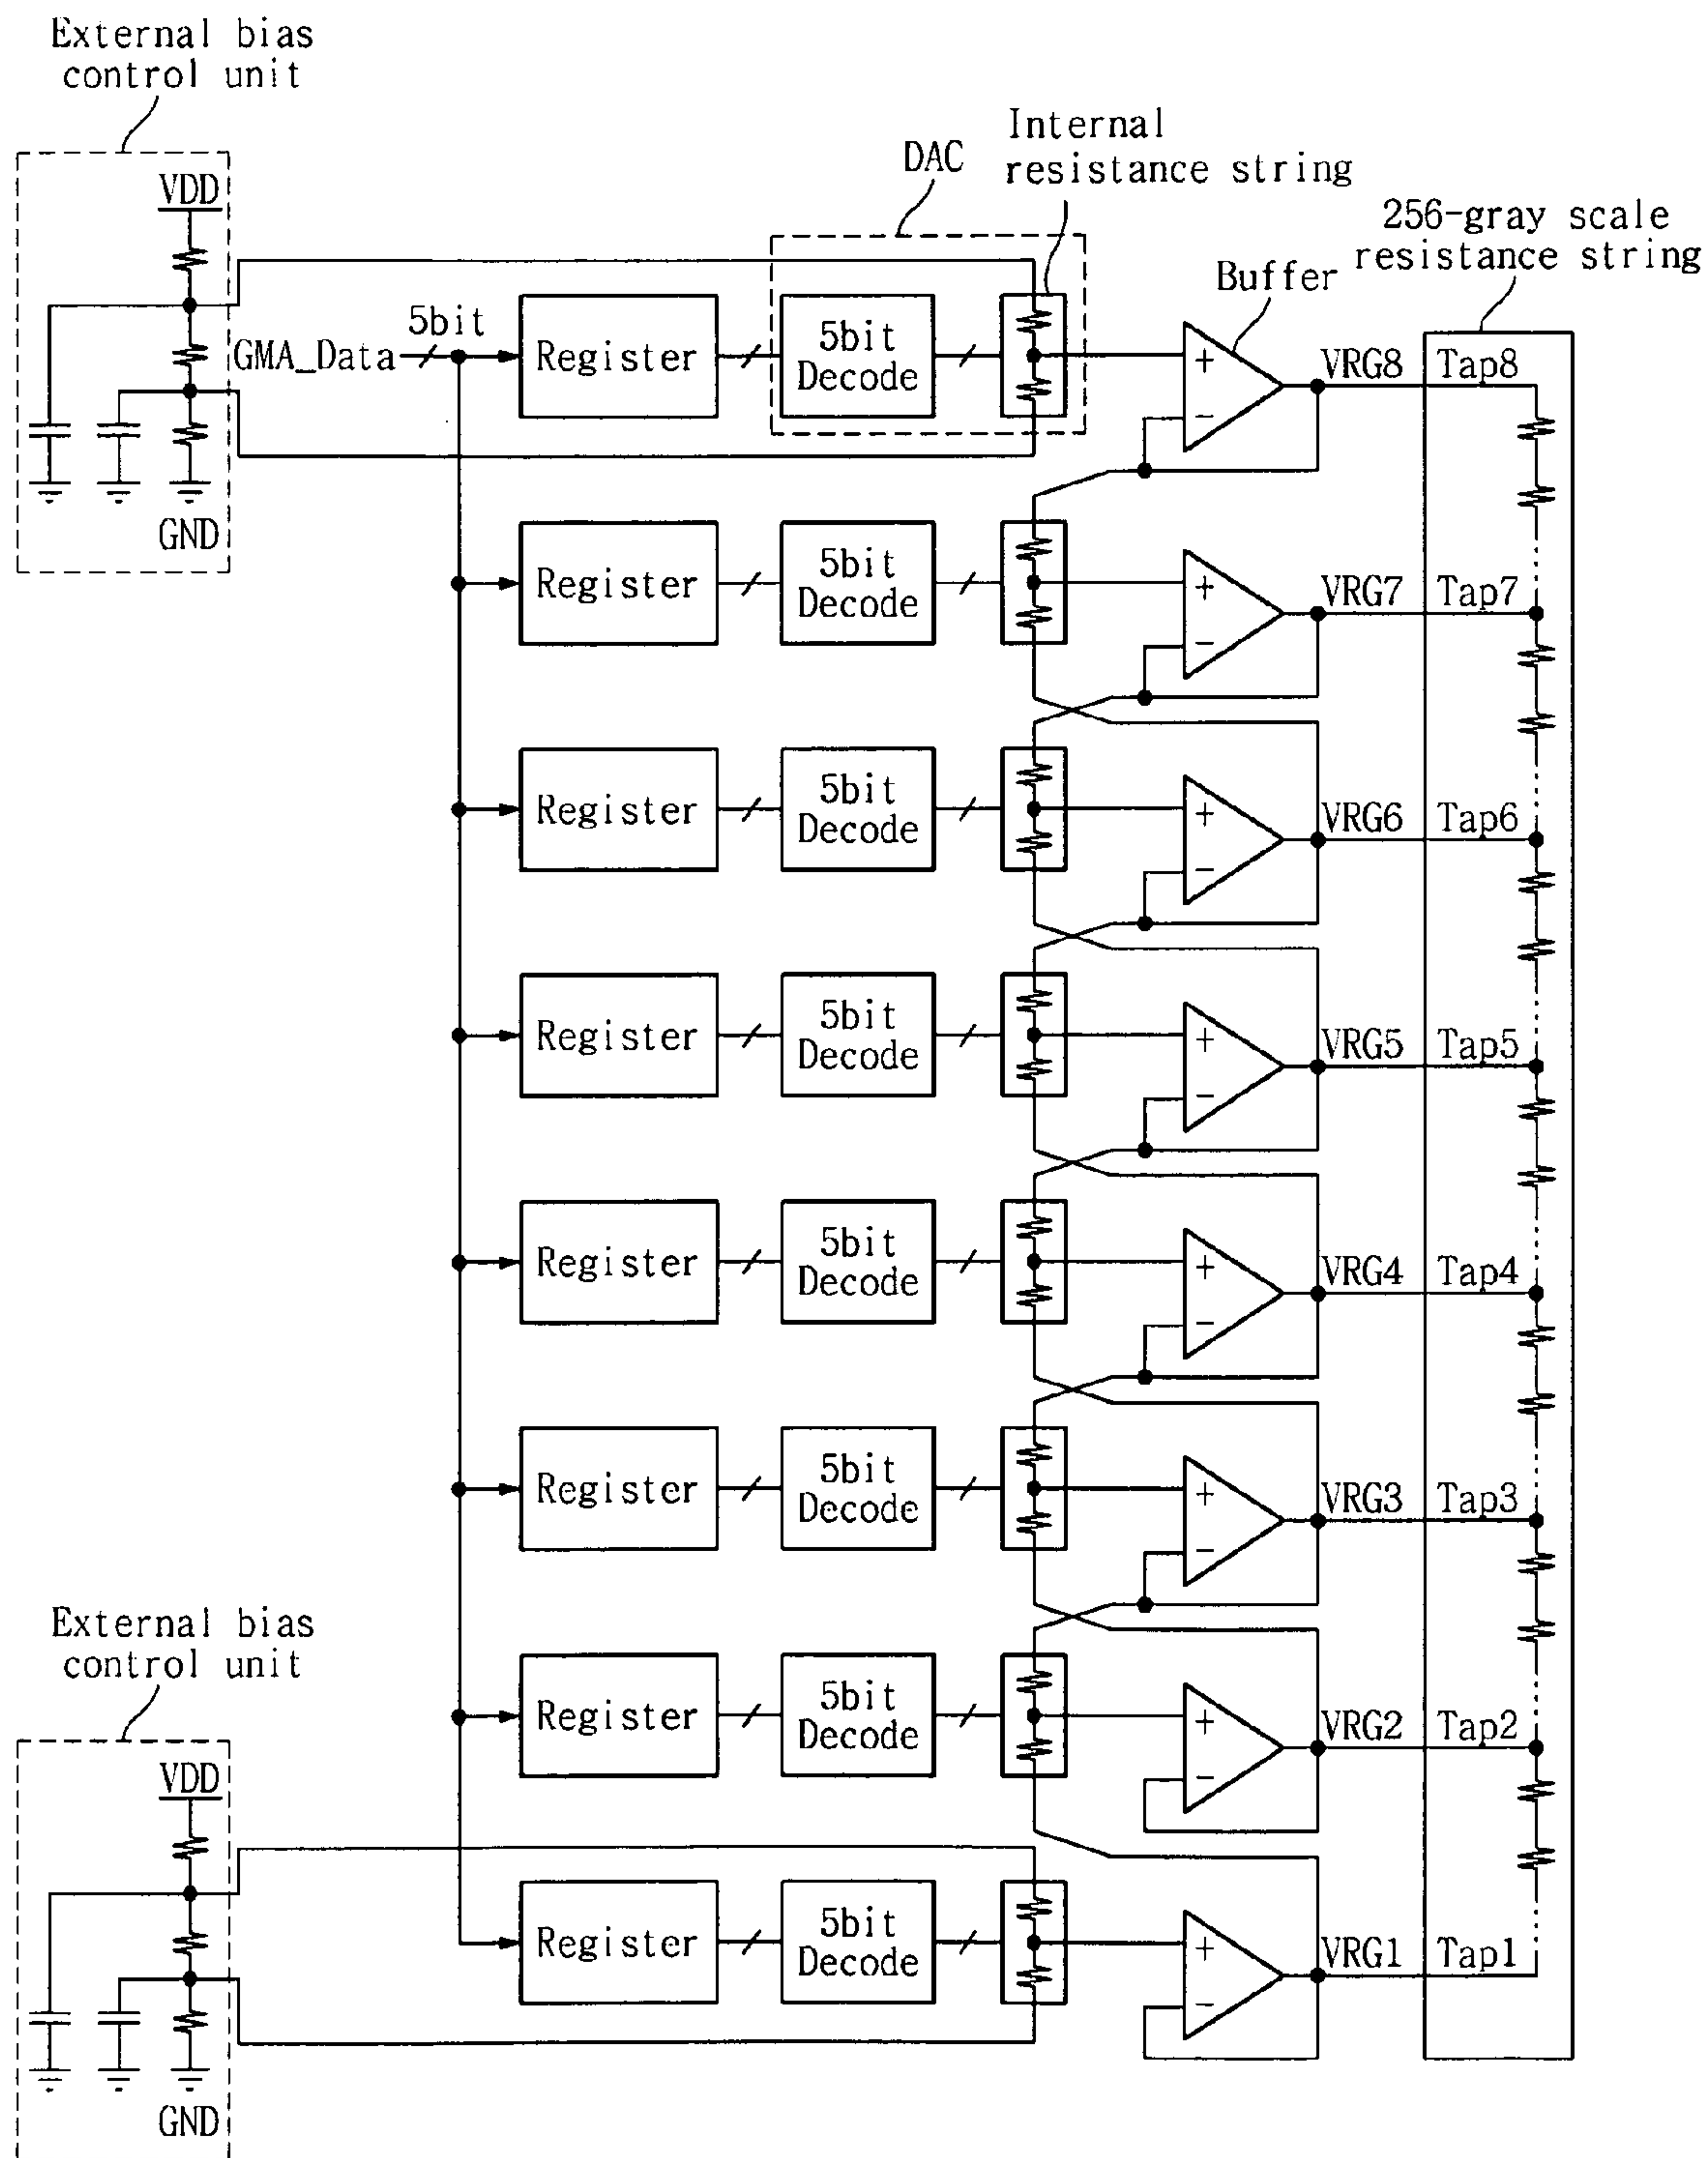 External bias
control unit
Internal
resistance string
DAC
256-gray scale
resistance string
VDD
Buffer
5bit
GMA_Data
Register
5bit
Decode
+
−
VRG8
Tap8
GND
Register
5bit
Decode
+
−
VRG7
Tap7
Register
5bit
Decode
+
−
VRG6
Tap6
Register
5bit
Decode
+
−
VRG5
Tap5
Register
5bit
Decode
+
−
VRG4
Tap4
Register
5bit
Decode
+
−
VRG3
Tap3
External bias
control unit
Register
5bit
Decode
+
−
VRG2
Tap2
VDD
Register
5bit
Decode
+
−
VRG1
Tap1
GND